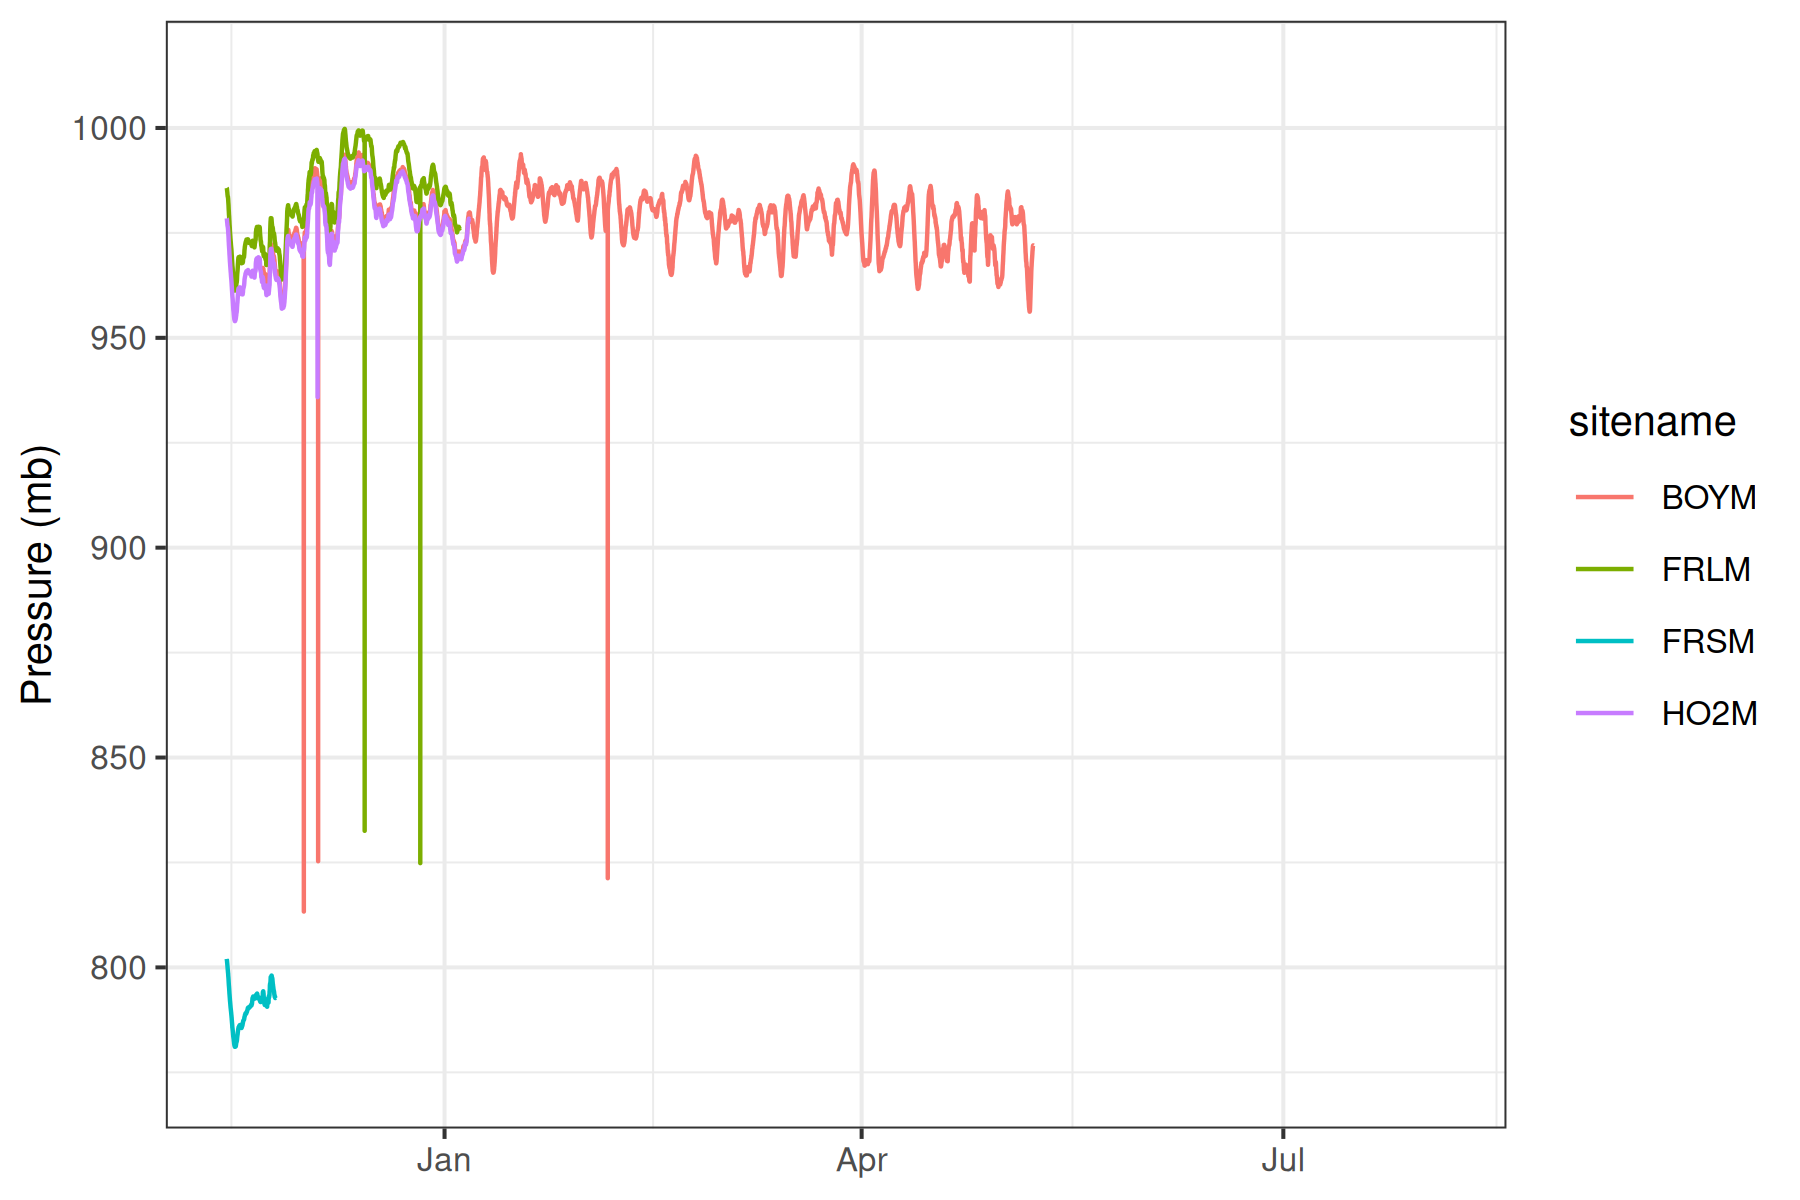 Pressure (mb)
1000
950
900
850
800
Jan
Apr
Jul
sitename
BOYM
FRLM
FRSM
HO2M